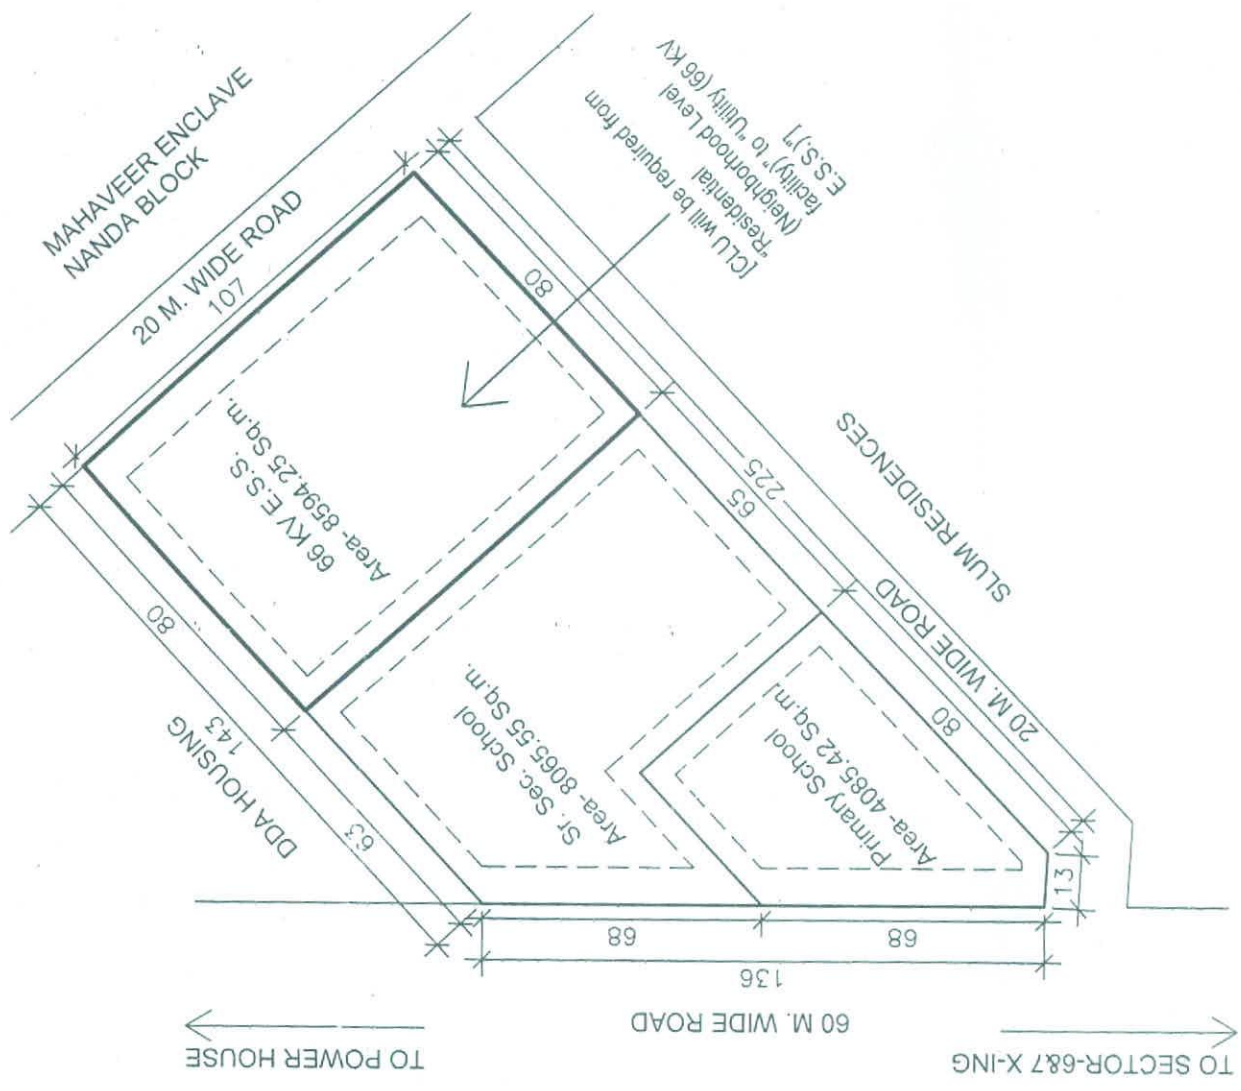 TO SECTOR-6&7 X-ING
TO POWER HOUSE
60 M. WIDE ROAD
136
68
68
13
63
143
DDA HOUSING
80
Primary School
Area- 4085.42 Sq.m.
Sr. Sec. School
Area- 8065.55 Sq.m.
80
20 M. WIDE ROAD
SLUM RESIDENCES
225
65
66 KV E.S.S.
Area- 8594.25 Sq.m.
80
107
20 M. WIDE ROAD
MAHAVEER ENCLAVE
NANDA BLOCK
[CLU will be required from
"Residential
(Neighborhood Level
facility)" to "Utility (66 KV
E.S.S.)"]